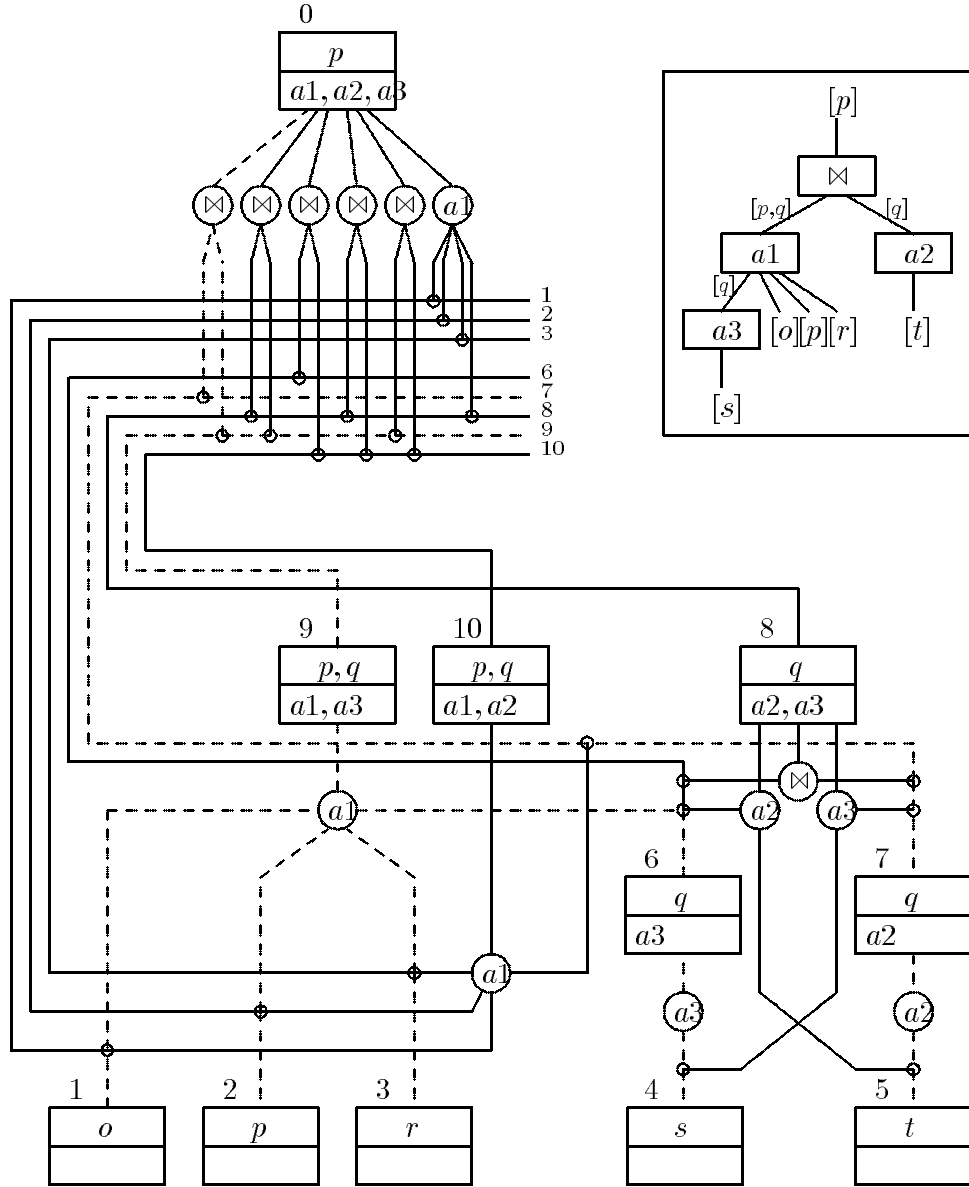 0
p
a1, a2, a3
⋈ ⋈ ⋈ ⋈ ⋈ a1
1
2
3
6
7
8
9
10
[p]
⋈
[p,q] [q]
a1 a2
[q]
a3 [o][p][r] [t]
[s]
9 10 8
p, q p, q q
a1, a3 a1, a2 a2, a3
⋈
a1 a2 a3
6 7
q q
a3 a2
a1
a3 a2
1 2 3 4 5
o p r s t